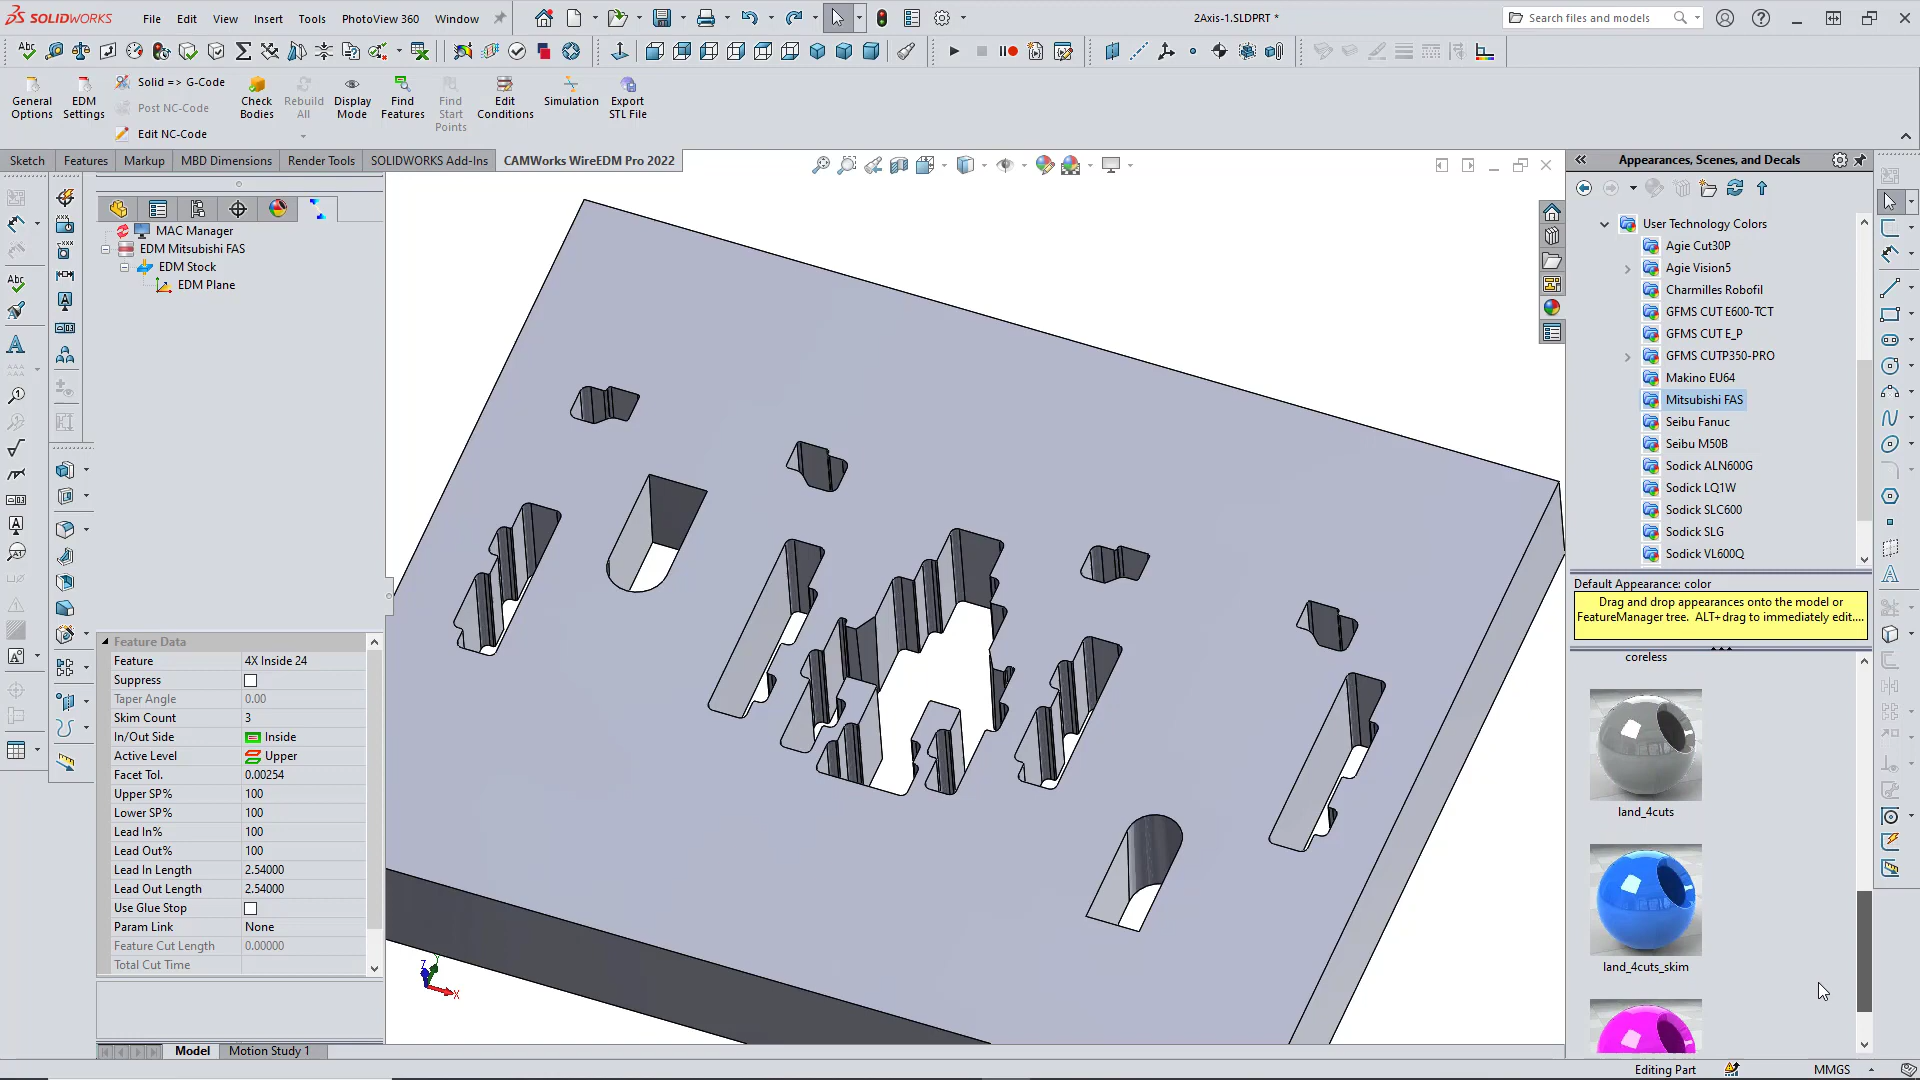 SOLIDWORKS
File
Edit
View
Insert
Tools
PhotoView 360
Window
2Axis-1.SLDPRT *
Search files and models
General
Options
EDM
Settings
Solid => G-Code
Post NC-Code
Edit NC-Code
Check
Bodies
Rebuild
All
Display
Mode
Find
Features
Find
Start
Points
Edit
Conditions
Simulation
Export
STL File
Sketch
Features
Markup
MBD Dimensions
Render Tools
SOLIDWORKS Add-Ins
CAMWorks WireEDM Pro 2022
MAC Manager
EDM Mitsubishi FAS
EDM Stock
EDM Plane
Feature Data
Feature 4X Inside 24
Suppress
Taper Angle 0.00
Skim Count 3
In/Out Side Inside
Active Level Upper
Facet Tol. 0.00254
Upper SP% 100
Lower SP% 100
Lead In% 100
Lead Out% 100
Lead In Length 2.54000
Lead Out Length 2.54000
Use Glue Stop
Param Link None
Feature Cut Length 0.00000
Total Cut Time
Z
X
Model
Motion Study 1
Appearances, Scenes, and Decals
User Technology Colors
Agie Cut30P
Agie Vision5
Charmilles Robofil
GFMS CUT E600-TCT
GFMS CUT E_P
GFMS CUTP350-PRO
Makino EU64
Mitsubishi FAS
Seibu Fanuc
Seibu M50B
Sodick ALN600G
Sodick LQ1W
Sodick SLC600
Sodick SLG
Sodick VL600Q
Default Appearance: color
Drag and drop appearances onto the model or
FeatureManager tree. ALT+drag to immediately edit....
coreless
land_4cuts
land_4cuts_skim
Editing Part
MMGS